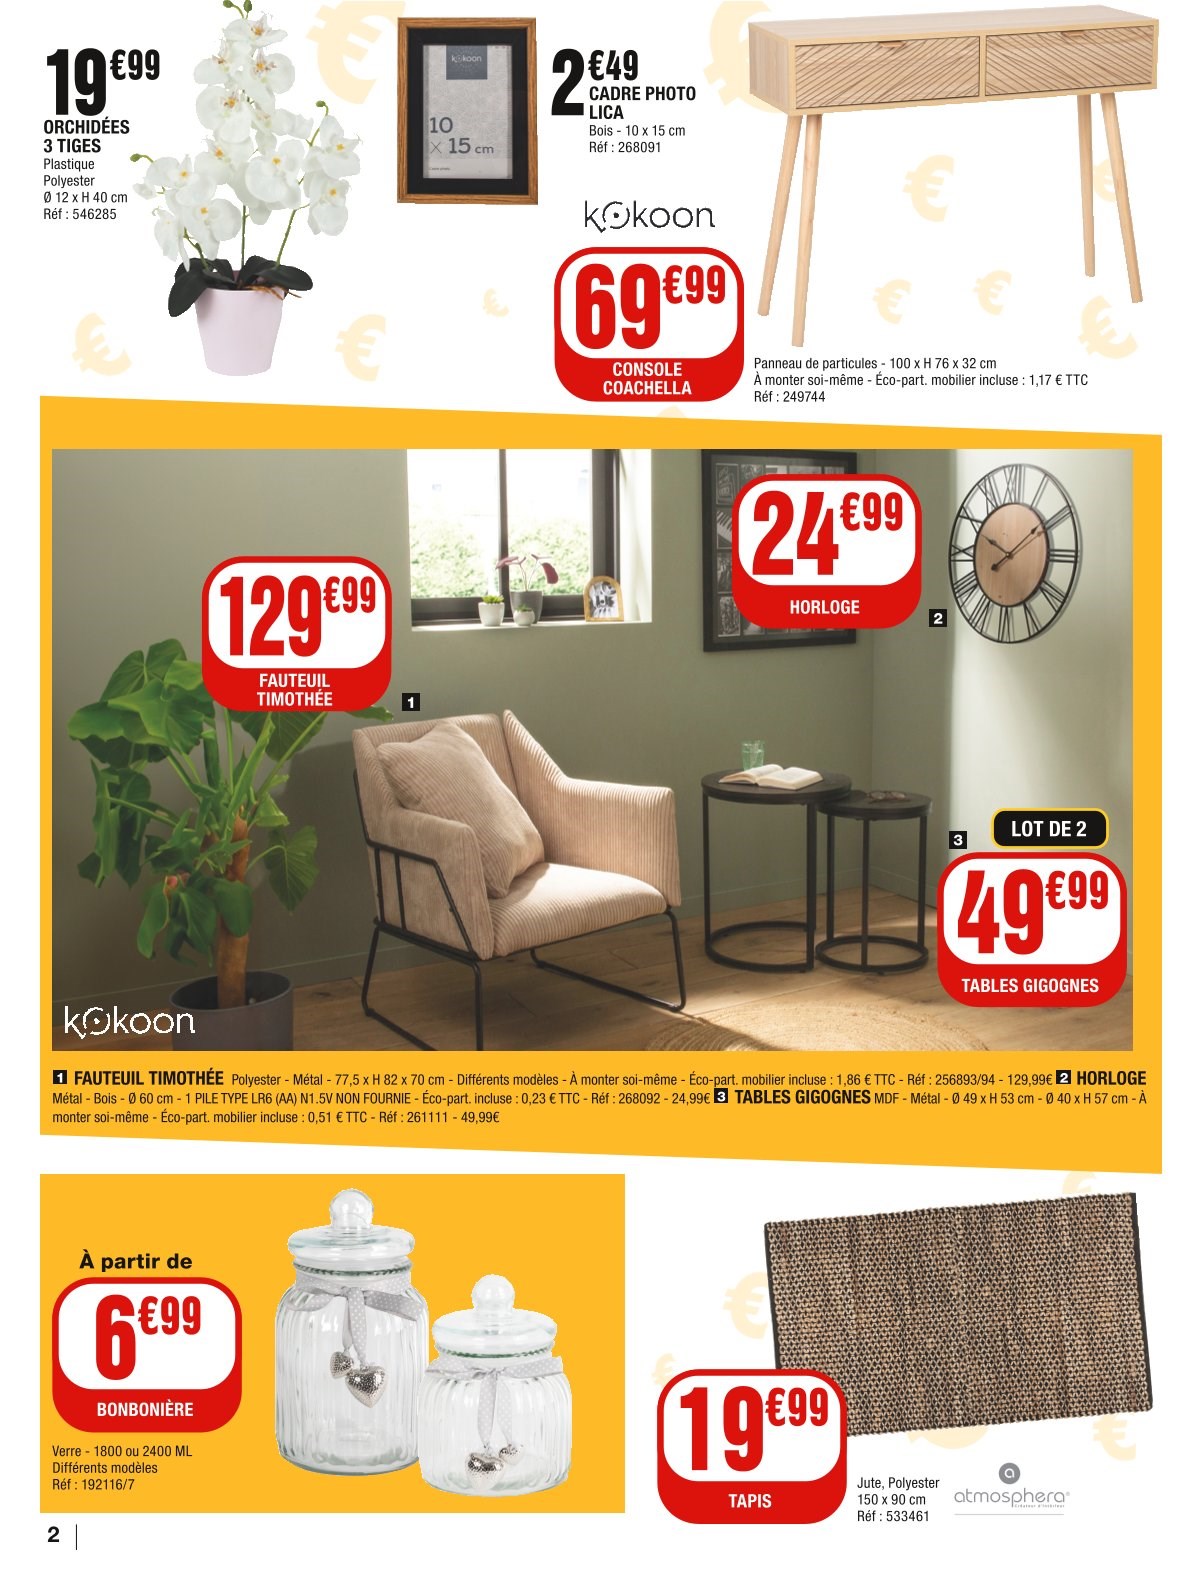 19€99
ORCHIDÉES
3 TIGES
Plastique
Polyester
Ø 12 x H 40 cm
Réf : 546285
kokoon
10
x 15 cm
2€49
CADRE PHOTO
LICA
Bois - 10 x 15 cm
Réf : 268091
kokoon
69€99
CONSOLE
COACHELLA
Panneau de particules - 100 x H 76 x 32 cm
À monter soi-même - Éco-part. mobilier incluse : 1,17 € TTC
Réf : 249744
24€99
HORLOGE
2
129€99
FAUTEUIL
TIMOTHÉE
1
3
LOT DE 2
49€99
TABLES GIGOGNES
kokoon
1 FAUTEUIL TIMOTHÉE Polyester - Métal - 77,5 x H 82 x 70 cm - Différents modèles - À monter soi-même - Éco-part. mobilier incluse : 1,86 € TTC - Réf : 256893/94 - 129,99€ 2 HORLOGE
Métal - Bois - Ø 60 cm - 1 PILE TYPE LR6 (AA) N1.5V NON FOURNIE - Éco-part. incluse : 0,23 € TTC - Réf : 268092 - 24,99€ 3 TABLES GIGOGNES MDF - Métal - Ø 49 x H 53 cm - Ø 40 x H 57 cm - À
monter soi-même - Éco-part. mobilier incluse : 0,51 € TTC - Réf : 261111 - 49,99€
À partir de
6€99
BONBONIÈRE
Verre - 1800 ou 2400 ML
Différents modèles
Réf : 192116/7
19€99
TAPIS
Jute, Polyester
150 x 90 cm
Réf : 533461
a
atmosphera
Créateur d'intérieur
2